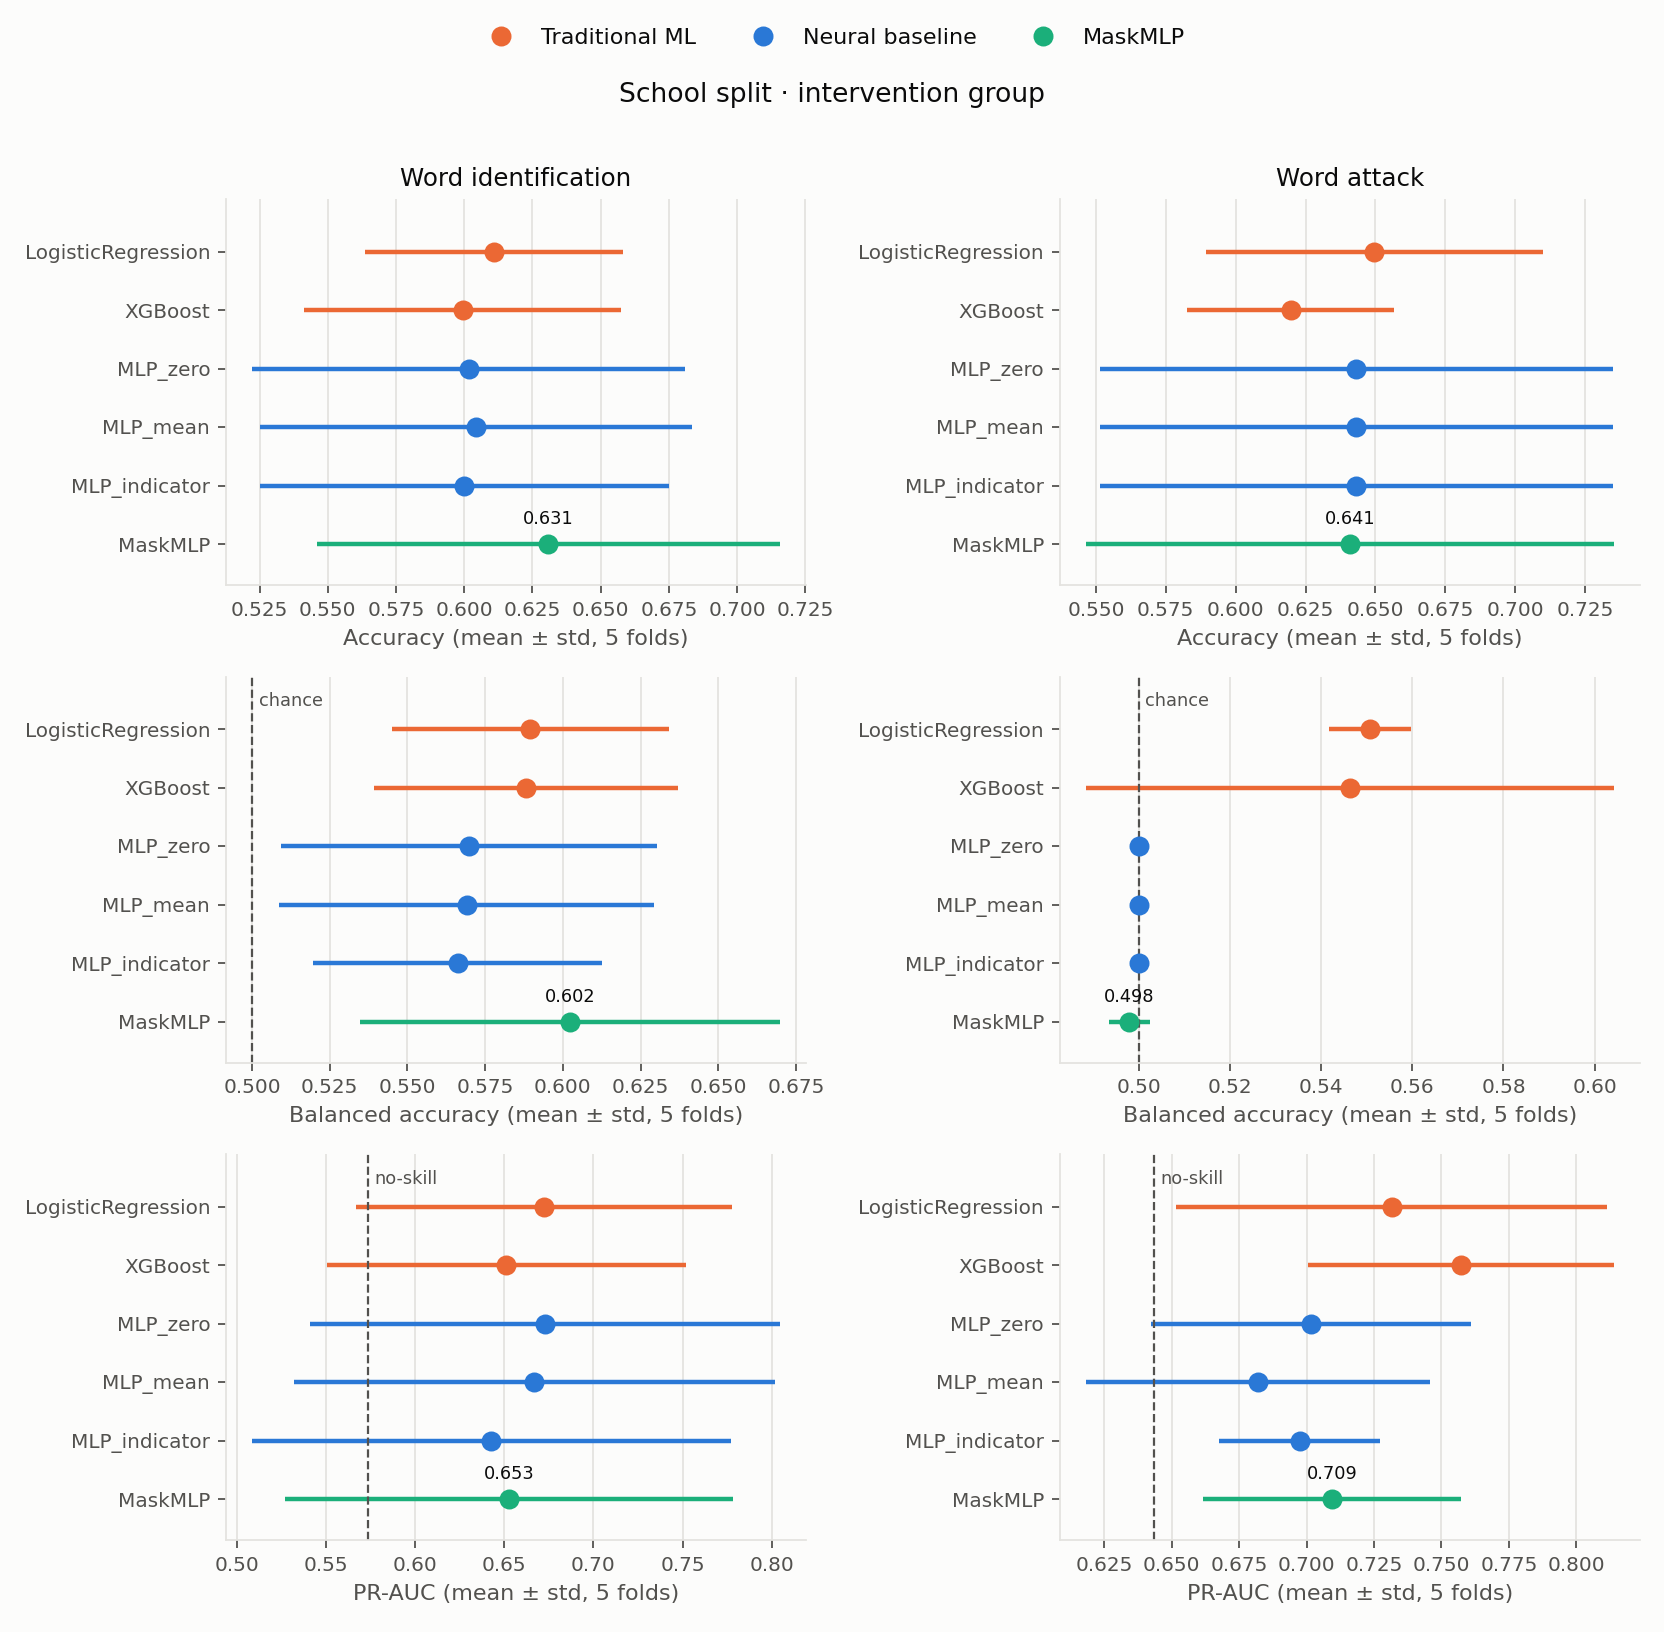 Traditional ML Neural baseline MaskMLP
School split · intervention group
Word identification
LogisticRegression
XGBoost
MLP_zero
MLP_mean
MLP_indicator
0.631
MaskMLP
0.525 0.550 0.575 0.600 0.625 0.650 0.675 0.700 0.725
Accuracy (mean ± std, 5 folds)
Word attack
LogisticRegression
XGBoost
MLP_zero
MLP_mean
MLP_indicator
0.641
MaskMLP
0.550 0.575 0.600 0.625 0.650 0.675 0.700 0.725
Accuracy (mean ± std, 5 folds)
chance
LogisticRegression
XGBoost
MLP_zero
MLP_mean
MLP_indicator
0.602
MaskMLP
0.500 0.525 0.550 0.575 0.600 0.625 0.650 0.675
Balanced accuracy (mean ± std, 5 folds)
chance
LogisticRegression
XGBoost
MLP_zero
MLP_mean
MLP_indicator
0.498
MaskMLP
0.50 0.52 0.54 0.56 0.58 0.60
Balanced accuracy (mean ± std, 5 folds)
no-skill
LogisticRegression
XGBoost
MLP_zero
MLP_mean
MLP_indicator
0.653
MaskMLP
0.50 0.55 0.60 0.65 0.70 0.75 0.80
PR-AUC (mean ± std, 5 folds)
no-skill
LogisticRegression
XGBoost
MLP_zero
MLP_mean
MLP_indicator
0.709
MaskMLP
0.625 0.650 0.675 0.700 0.725 0.750 0.775 0.800
PR-AUC (mean ± std, 5 folds)